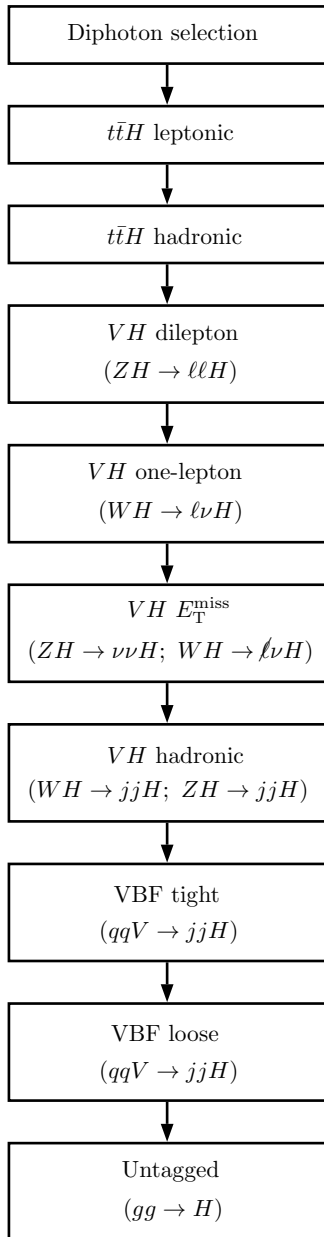 Diphoton selection
tt̄H leptonic
tt̄H hadronic
VH dilepton
(ZH → ℓℓH)
VH one-lepton
(WH → ℓνH)
VH E_T^miss
(ZH → ννH; WH → ℓ̸νH)
VH hadronic
(WH → jjH; ZH → jjH)
VBF tight
(qqV → jjH)
VBF loose
(qqV → jjH)
Untagged
(gg → H)